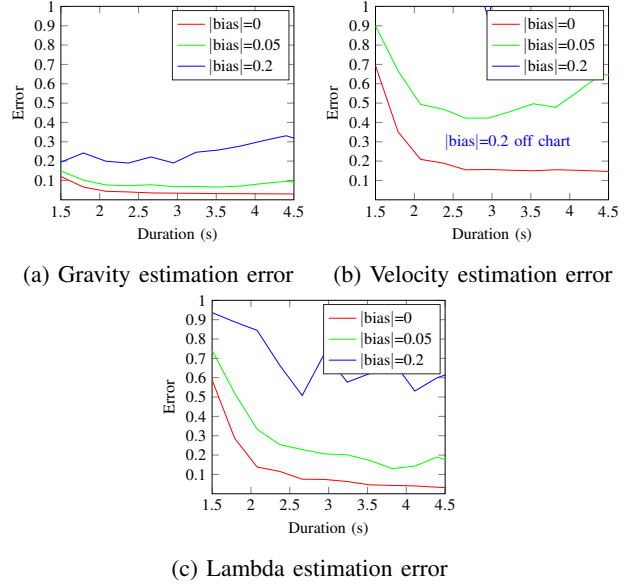 1
0.9
0.8
0.7
0.6
0.5
0.4
0.3
0.2
0.1
Error
|bias|=0
|bias|=0.05
|bias|=0.2
1.5 2 2.5 3 3.5 4 4.5
Duration (s)
(a) Gravity estimation error
1
0.9
0.8
0.7
0.6
0.5
0.4
0.3
0.2
0.1
Error
|bias|=0
|bias|=0.05
|bias|=0.2
|bias|=0.2 off chart
1.5 2 2.5 3 3.5 4 4.5
Duration (s)
(b) Velocity estimation error
1
0.9
0.8
0.7
0.6
0.5
0.4
0.3
0.2
0.1
Error
|bias|=0
|bias|=0.05
|bias|=0.2
1.5 2 2.5 3 3.5 4 4.5
Duration (s)
(c) Lambda estimation error